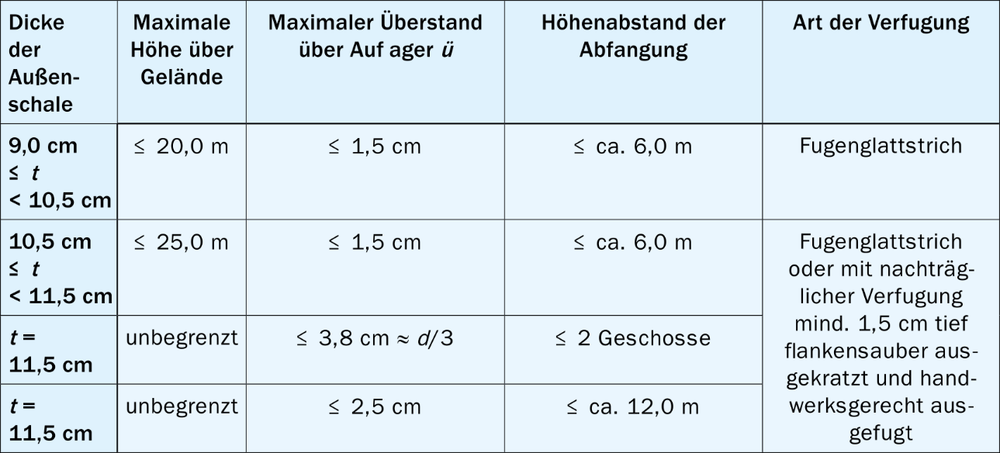 Dicke
der
Außen-
schale
Maximale
Höhe über
Gelände
Maximaler Überstand
über Auf ager ü
Höhenabstand der
Abfangung
Art der Verfugung
9,0 cm
≤ t
< 10,5 cm
≤ 20,0 m
≤ 1,5 cm
≤ ca. 6,0 m
Fugenglattstrich
10,5 cm
≤ t
< 11,5 cm
≤ 25,0 m
≤ 1,5 cm
≤ ca. 6,0 m
Fugenglattstrich
oder mit nachträg-
licher Verfugung
mind. 1,5 cm tief
flankensauber aus-
gekratzt und hand-
werksgerecht aus-
gefugt
t =
11,5 cm
unbegrenzt
≤ 3,8 cm ≈ d/3
≤ 2 Geschosse
t =
11,5 cm
unbegrenzt
≤ 2,5 cm
≤ ca. 12,0 m